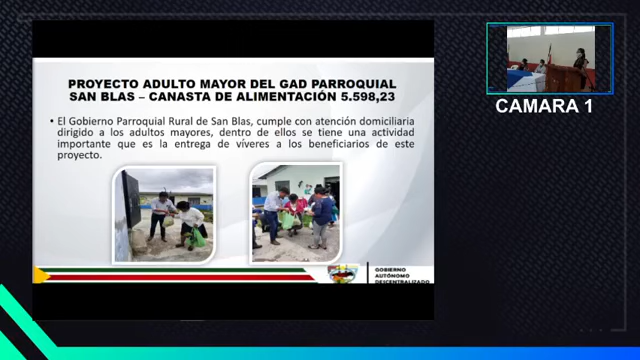 PROYECTO ADULTO MAYOR DEL GAD PARROQUIAL
SAN BLAS – CANASTA DE ALIMENTACIÓN 5.598,23
• El Gobierno Parroquial Rural de San Blas, cumple con atención domiciliaria
dirigido a los adultos mayores, dentro de ellos se tiene una actividad
importante que es la entrega de víveres a los beneficiarios de este
proyecto.
GOBIERNO
AUTÓNOMO
DESCENTRALIZADO
CAMARA 1